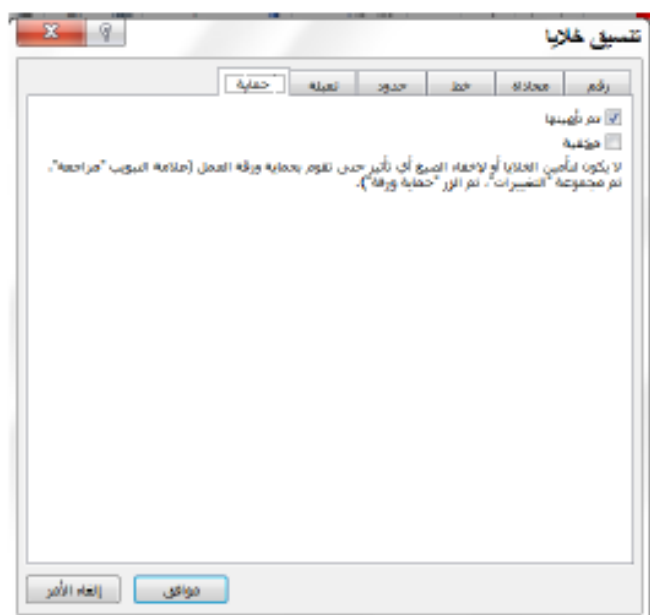 تنسيق خلايا
رقم محاذاة خط حدود تعبئة حماية
تم تأمينها
مخفية
لا يكون لتأمين الخلايا أو لإخفاء الصيغ أي تأثير حتى تقوم بحماية ورقة العمل (علامة التبويب "مراجعة"،
ثم مجموعة "التغييرات"، ثم الزر "حماية ورقة").
موافق إلغاء الأمر